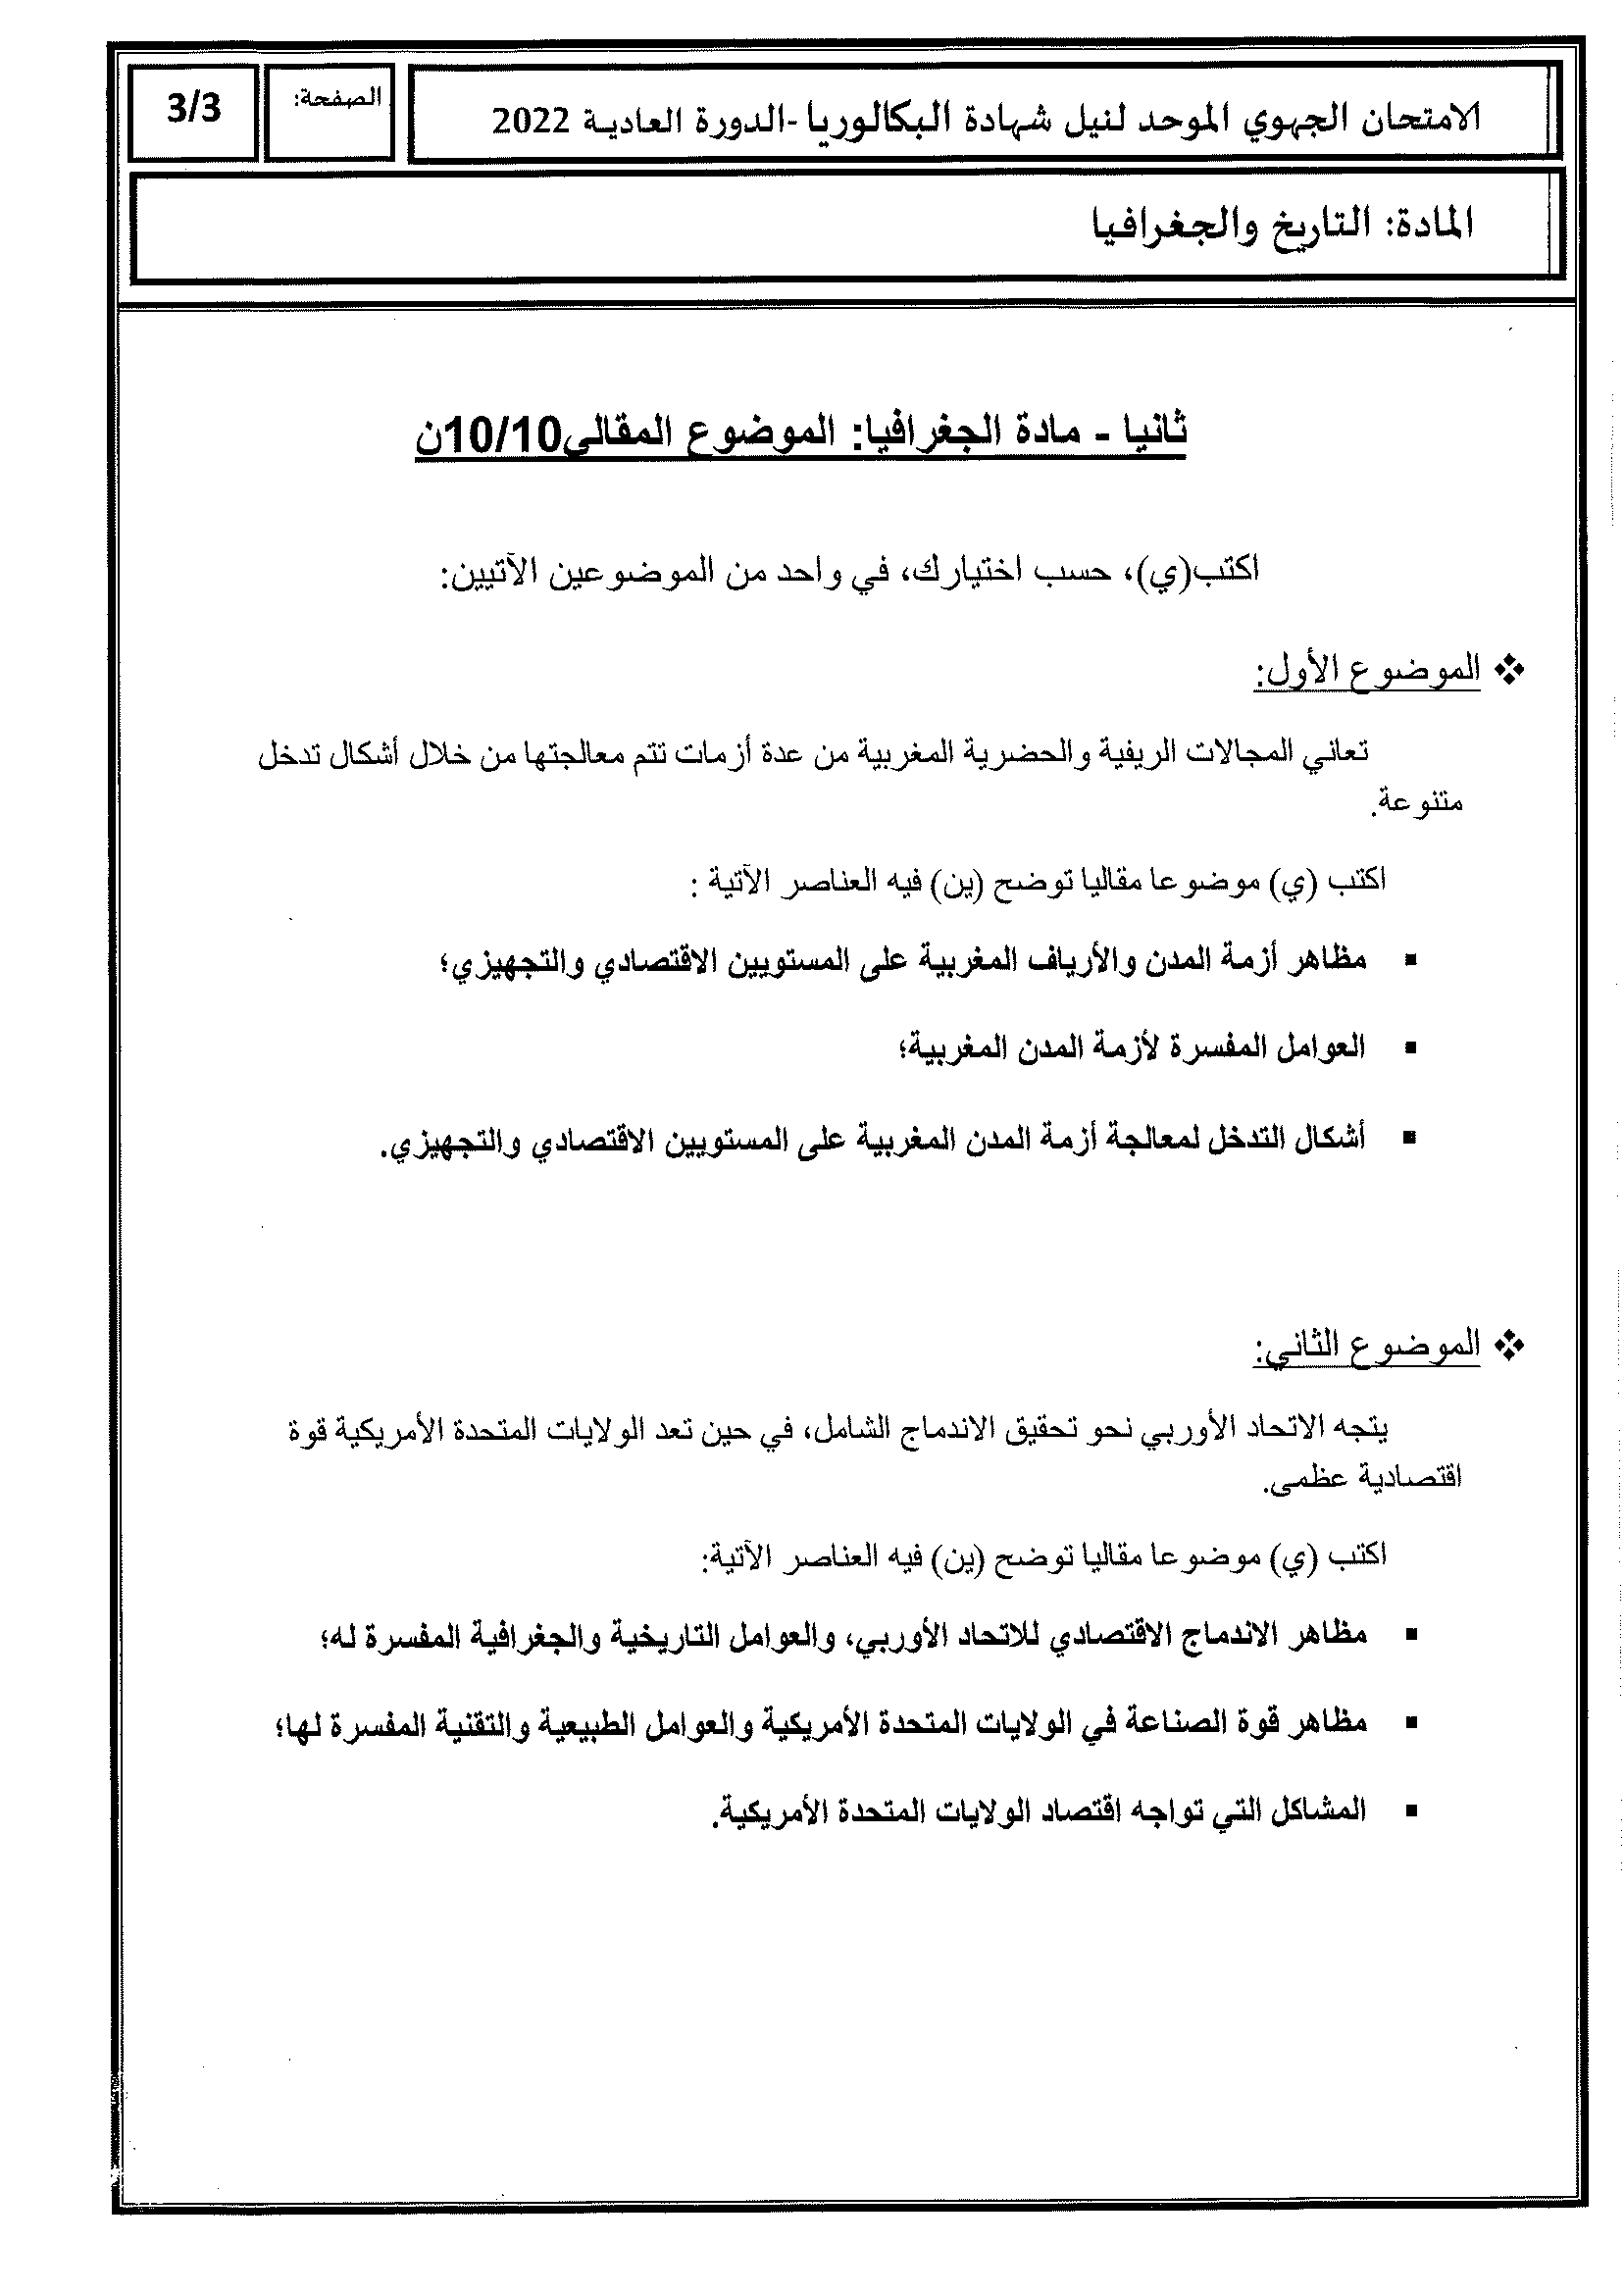 الامتحان الجهوي الموحد لنيل شهادة البكالوريا -الدورة العادية 2022
الصفحة:
3/3
المادة: التاريخ والجغرافيا
ثانيا - مادة الجغرافيا: الموضوع المقالي10/10ن
اكتب(ي)، حسب اختيارك، في واحد من الموضوعين الآتيين:
❖ الموضوع الأول:
تعاني المجالات الريفية والحضرية المغربية من عدة أزمات تتم معالجتها من خلال أشكال تدخل
متنوعة.
اكتب (ي) موضوعا مقاليا توضح (ين) فيه العناصر الآتية :
▪ مظاهر أزمة المدن والأرياف المغربية على المستويين الاقتصادي والتجهيزي؛
▪ العوامل المفسرة لأزمة المدن المغربية؛
▪ أشكال التدخل لمعالجة أزمة المدن المغربية على المستويين الاقتصادي والتجهيزي.
❖ الموضوع الثاني:
يتجه الاتحاد الأوربي نحو تحقيق الاندماج الشامل، في حين تعد الولايات المتحدة الأمريكية قوة
اقتصادية عظمى.
اكتب (ي) موضوعا مقاليا توضح (ين) فيه العناصر الآتية:
▪ مظاهر الاندماج الاقتصادي للاتحاد الأوربي، والعوامل التاريخية والجغرافية المفسرة له؛
▪ مظاهر قوة الصناعة في الولايات المتحدة الأمريكية والعوامل الطبيعية والتقنية المفسرة لها؛
▪ المشاكل التي تواجه اقتصاد الولايات المتحدة الأمريكية.